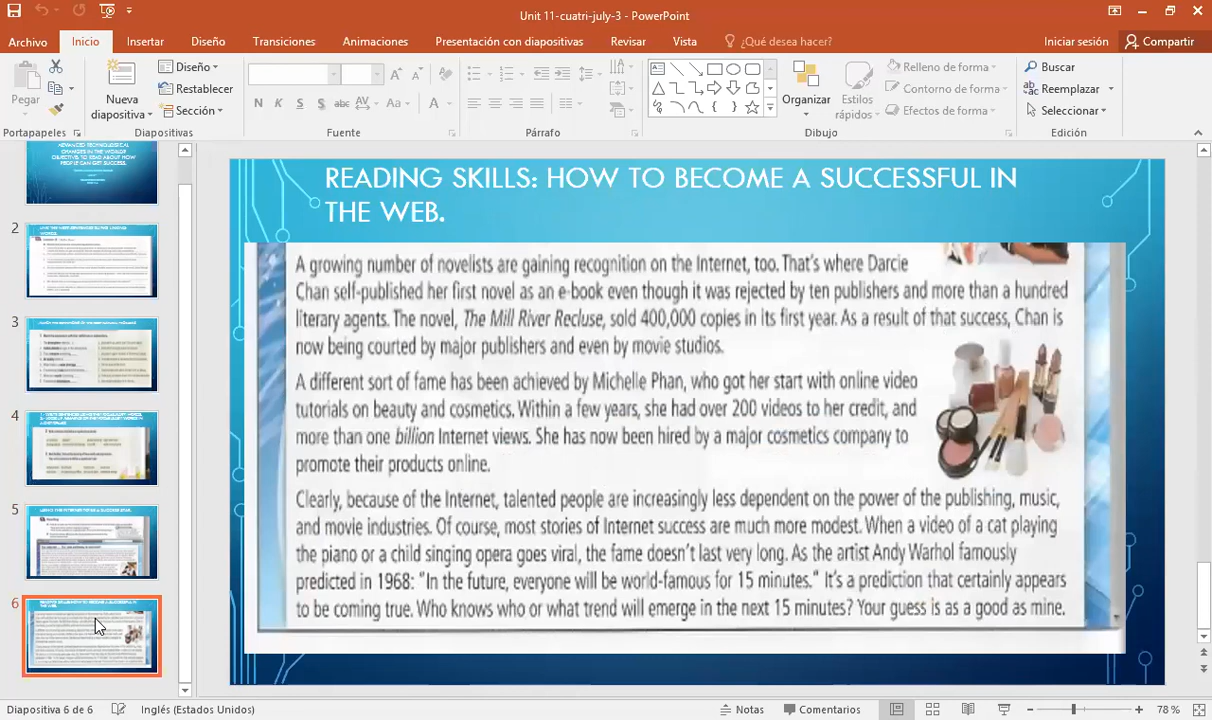 Unit 11-cuatri-july-3 - PowerPoint
Archivo Inicio Insertar Diseño Transiciones Animaciones Presentación con diapositivas Revisar Vista ¿Qué desea hacer? Iniciar sesión Compartir
Pegar
Nueva
diapositiva
Diseño
Restablecer
Sección
N K S S abc AV Aa A
Organizar
Estilos
rápidos
Relleno de forma
Contorno de forma
Efectos de forma
Buscar
Reemplazar
Seleccionar
Portapapeles Diapositivas Fuente Párrafo Dibujo Edición
2
3
4
5
6
READING SKILLS: HOW TO BECOME A SUCCESSFUL IN
THE WEB.
A growing number of novelists are gaining recognition on the Internet, too. That's where Darcie
Chan self-published her first novel as an e-book even though it was rejected by ten publishers and more than a hundred
literary agents. The novel, The Mill River Recluse, sold 400,000 copies in its first year. As a result of that success, Chan is
now being courted by major publishers and even by movie studios.
A different sort of fame has been achieved by Michelle Phan, who got her start with online video
tutorials on beauty and cosmetics. Within a few years, she had over 200 videos to her credit, and
more than one billion Internet views. She has now been hired by a major cosmetics company to
promote their products online.
Clearly, because of the Internet, talented people are increasingly less dependent on the power of the publishing, music,
and movie industries. Of course, most stories of Internet success are much more modest. When a video of a cat playing
the piano or a child singing opera goes viral, the fame doesn't last very long. As the artist Andy Warhol famously
predicted in 1968: "In the future, everyone will be world-famous for 15 minutes." It's a prediction that certainly appears
to be coming true. Who knows who or what trend will emerge in the next 15 minutes? Your guess is as a good as mine.
Diapositiva 6 de 6 Inglés (Estados Unidos) Notas Comentarios 78 %